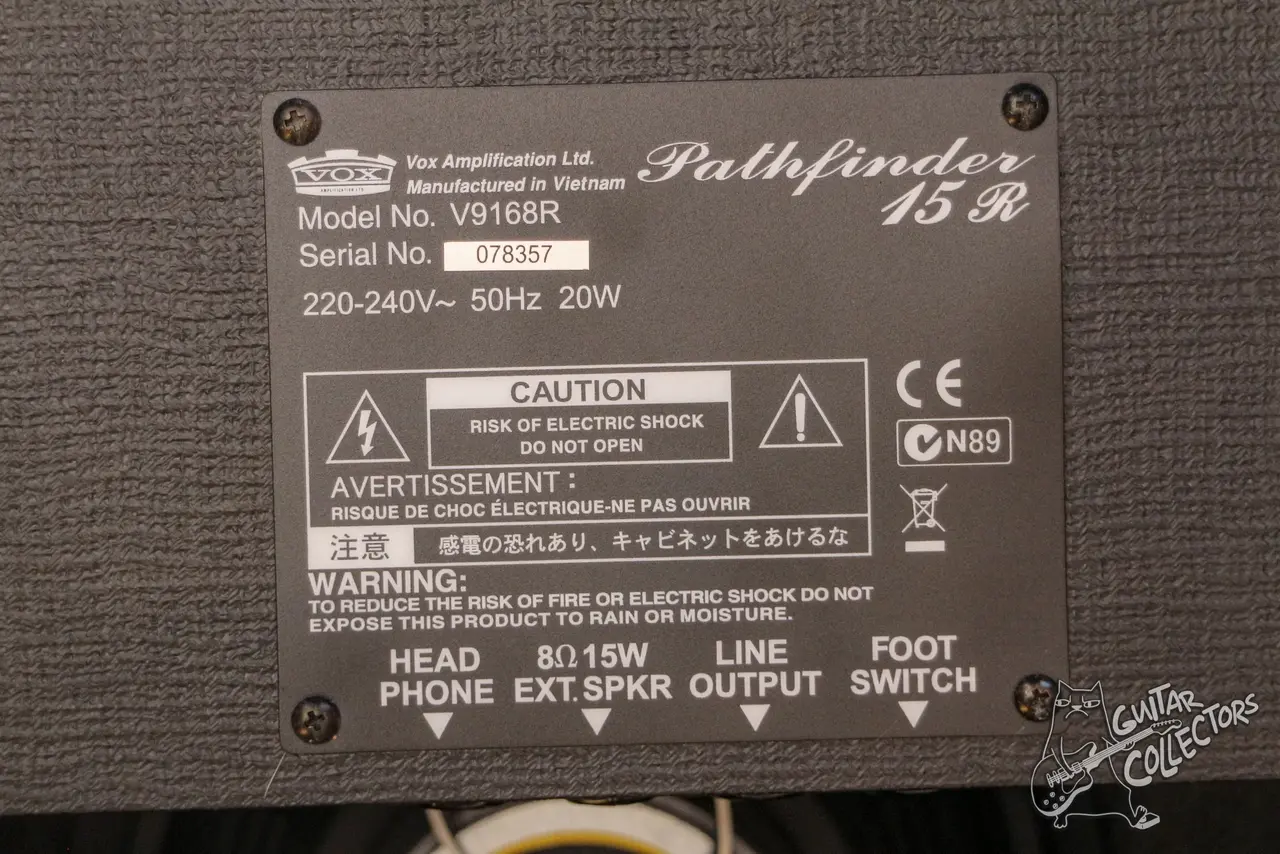 VOX
AMPLIFICATION LTD.
Vox Amplification Ltd.
Manufactured in Vietnam
Pathfinder
15 R
Model No. V9168R
Serial No. 078357
220-240V~ 50Hz 20W
CAUTION
RISK OF ELECTRIC SHOCK
DO NOT OPEN
AVERTISSEMENT :
RISQUE DE CHOC ÉLECTRIQUE-NE PAS OUVRIR
注意 感電の恐れあり、キャビネットをあけるな
CE
N89
WARNING:
TO REDUCE THE RISK OF FIRE OR ELECTRIC SHOCK DO NOT
EXPOSE THIS PRODUCT TO RAIN OR MOISTURE.
HEAD
PHONE
8Ω 15W
EXT. SPKR
LINE
OUTPUT
FOOT
SWITCH
GUITAR
COLLECTORS